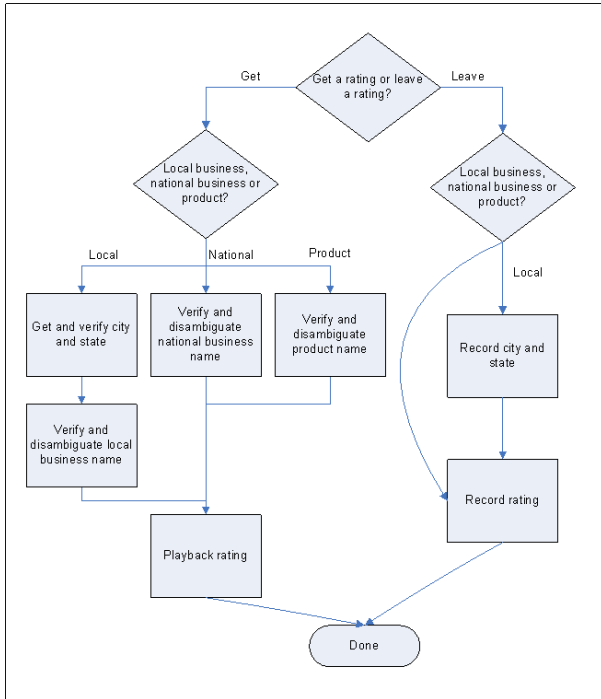 Get
Get a rating or leave
a rating?
Leave
Local business,
national business or
product?
Local business,
national business or
product?
Local
National
Product
Local
Get and verify city
and state
Verify and
disambiguate
national business
name
Verify and
disambiguate
product name
Record city and
state
Verify and
disambiguate local
business name
Record rating
Playback rating
Done